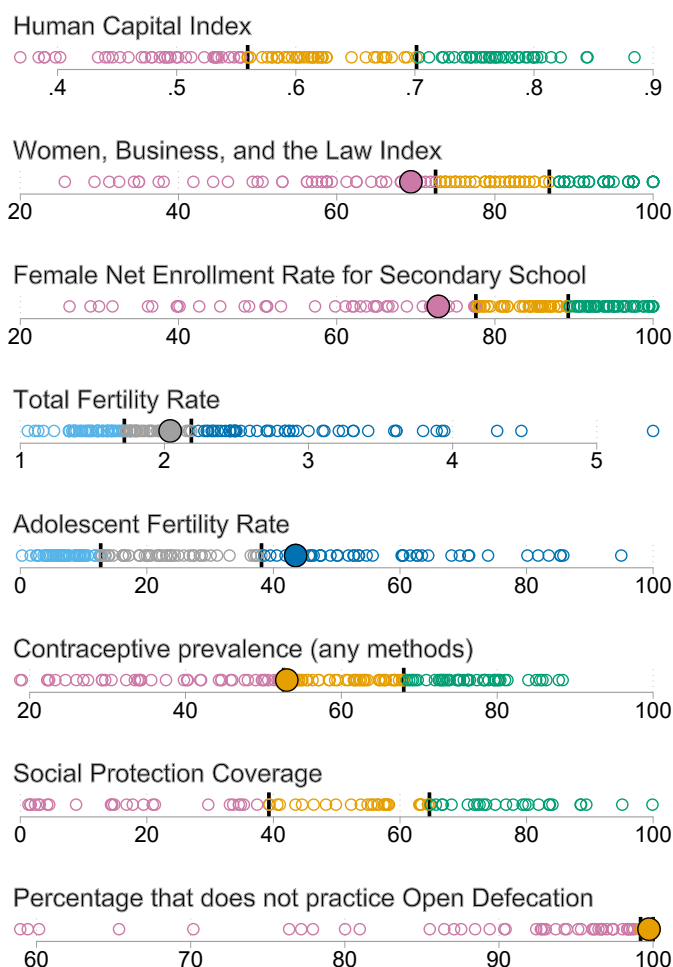 Human Capital Index
.4 .5 .6 .7 .8 .9
Women, Business, and the Law Index
20 40 60 80 100
Female Net Enrollment Rate for Secondary School
20 40 60 80 100
Total Fertility Rate
1 2 3 4 5
Adolescent Fertility Rate
0 20 40 60 80 100
Contraceptive prevalence (any methods)
20 40 60 80 100
Social Protection Coverage
0 20 40 60 80 100
Percentage that does not practice Open Defecation
60 70 80 90 100